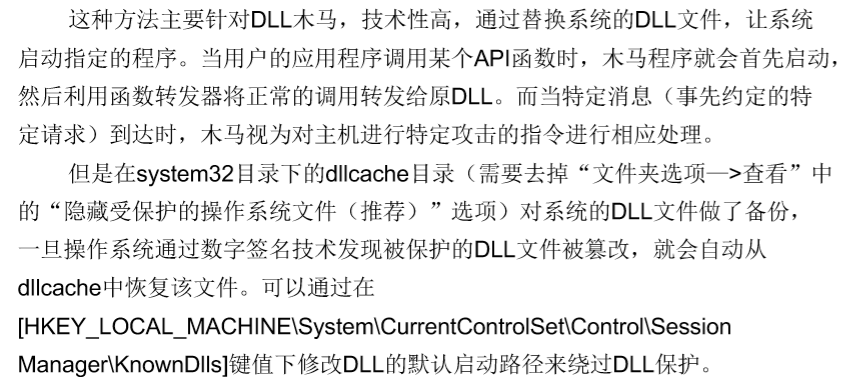 这种方法主要针对DLL木马，技术性高，通过替换系统的DLL文件，让系统
启动指定的程序。当用户的应用程序调用某个API函数时，木马程序就会首先启动，
然后利用函数转发器将正常的调用转发给原DLL。而当特定消息（事先约定的特
定请求）到达时，木马视为对主机进行特定攻击的指令进行相应处理。
但是在system32目录下的dllcache目录（需要去掉“文件夹选项—>查看”中
的“隐藏受保护的操作系统文件（推荐）”选项）对系统的DLL文件做了备份，
一旦操作系统通过数字签名技术发现被保护的DLL文件被篡改，就会自动从
dllcache中恢复该文件。可以通过在
[HKEY_LOCAL_MACHINE\System\CurrentControlSet\Control\Session
Manager\KnownDlls]键值下修改DLL的默认启动路径来绕过DLL保护。